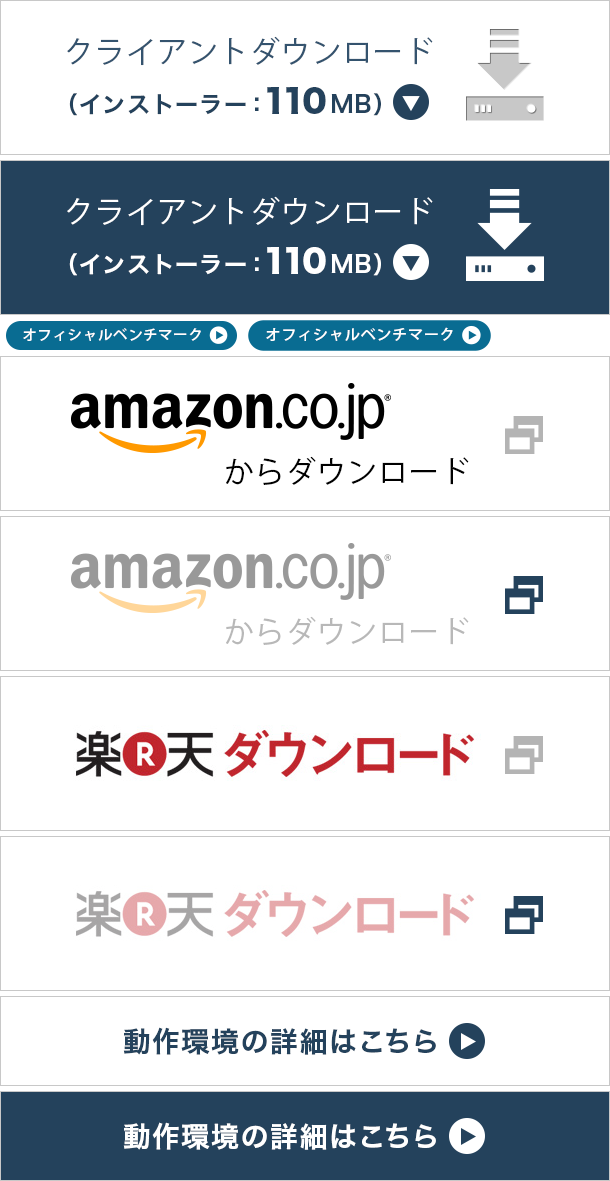 クライアントダウンロード
（インストーラー：110MB）
クライアントダウンロード
（インストーラー：110MB）
オフィシャルベンチマーク オフィシャルベンチマーク
amazon.co.jp®
からダウンロード
amazon.co.jp®
からダウンロード
楽R天 ダウンロード
楽R天 ダウンロード
動作環境の詳細はこちら
動作環境の詳細はこちら